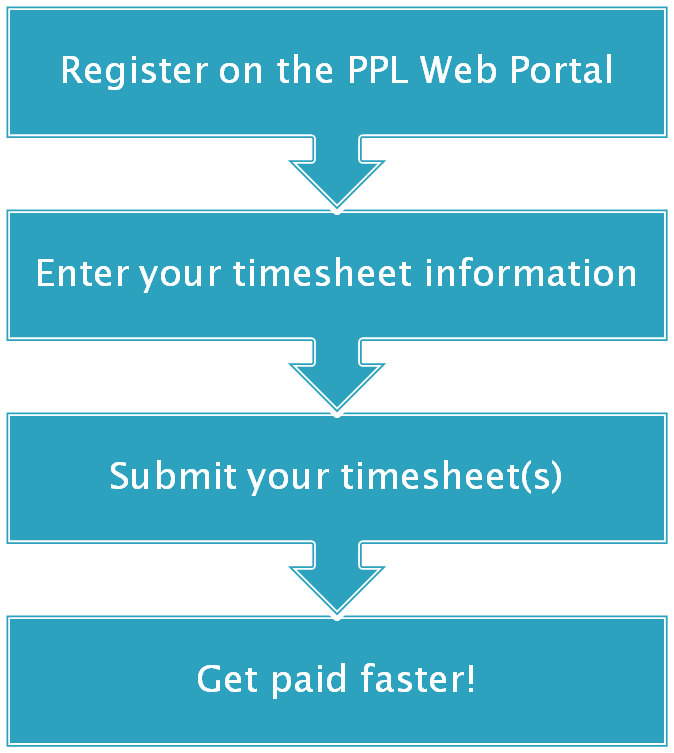 Register on the PPL Web Portal
Enter your timesheet information
Submit your timesheet(s)
Get paid faster!